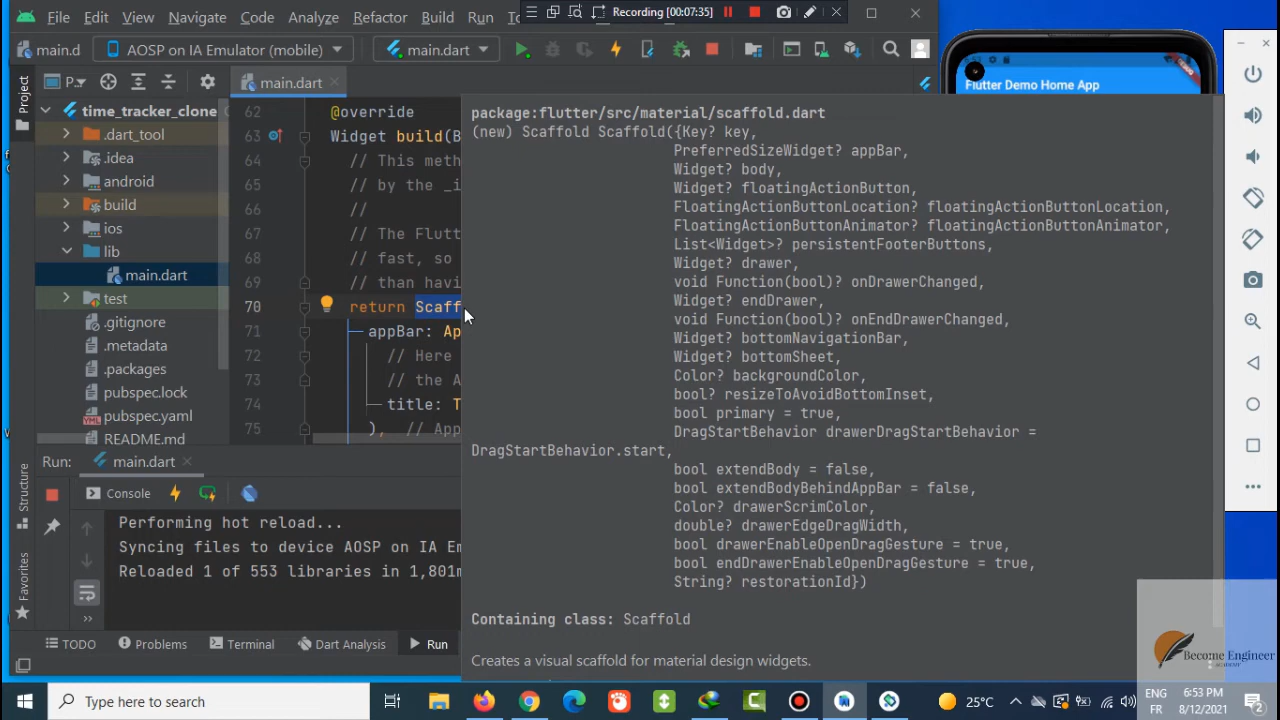 File Edit View Navigate Code Analyze Refactor Build Run
Recording [00:07:35]
main.d
AOSP on IA Emulator (mobile)
main.dart
Project
main.dart
Flutter Demo Home App
time_tracker_clone
.dart_tool
.idea
android
build
ios
lib
main.dart
test
.gitignore
.metadata
.packages
pubspec.lock
pubspec.yaml
README.md
62 @override
63 Widget build(B
64 // This meth
65 // by the _i
66 //
67 // The Flutt
68 // fast, so
69 // than havi
70 return Scaff
71 appBar: Ap
72 // Here
73 // the A
74 title: T
75 ), // App
package:flutter/src/material/scaffold.dart
(new) Scaffold Scaffold({Key? key,
PreferredSizeWidget? appBar,
Widget? body,
Widget? floatingActionButton,
FloatingActionButtonLocation? floatingActionButtonLocation,
FloatingActionButtonAnimator? floatingActionButtonAnimator,
List<Widget>? persistentFooterButtons,
Widget? drawer,
void Function(bool)? onDrawerChanged,
Widget? endDrawer,
void Function(bool)? onEndDrawerChanged,
Widget? bottomNavigationBar,
Widget? bottomSheet,
Color? backgroundColor,
bool? resizeToAvoidBottomInset,
bool primary = true,
DragStartBehavior drawerDragStartBehavior =
DragStartBehavior.start,
bool extendBody = false,
bool extendBodyBehindAppBar = false,
Color? drawerScrimColor,
double? drawerEdgeDragWidth,
bool drawerEnableOpenDragGesture = true,
bool endDrawerEnableOpenDragGesture = true,
String? restorationId})
Containing class: Scaffold
Creates a visual scaffold for material design widgets.
Run: main.dart
Console
Structure
Favorites
Performing hot reload...
Syncing files to device AOSP on IA Em
Reloaded 1 of 553 libraries in 1,801m
TODO Problems Terminal Dart Analysis Run
Become Engineer
ACADEMY
Type here to search
25°C
ENG
FR
6:53 PM
8/12/2021
2